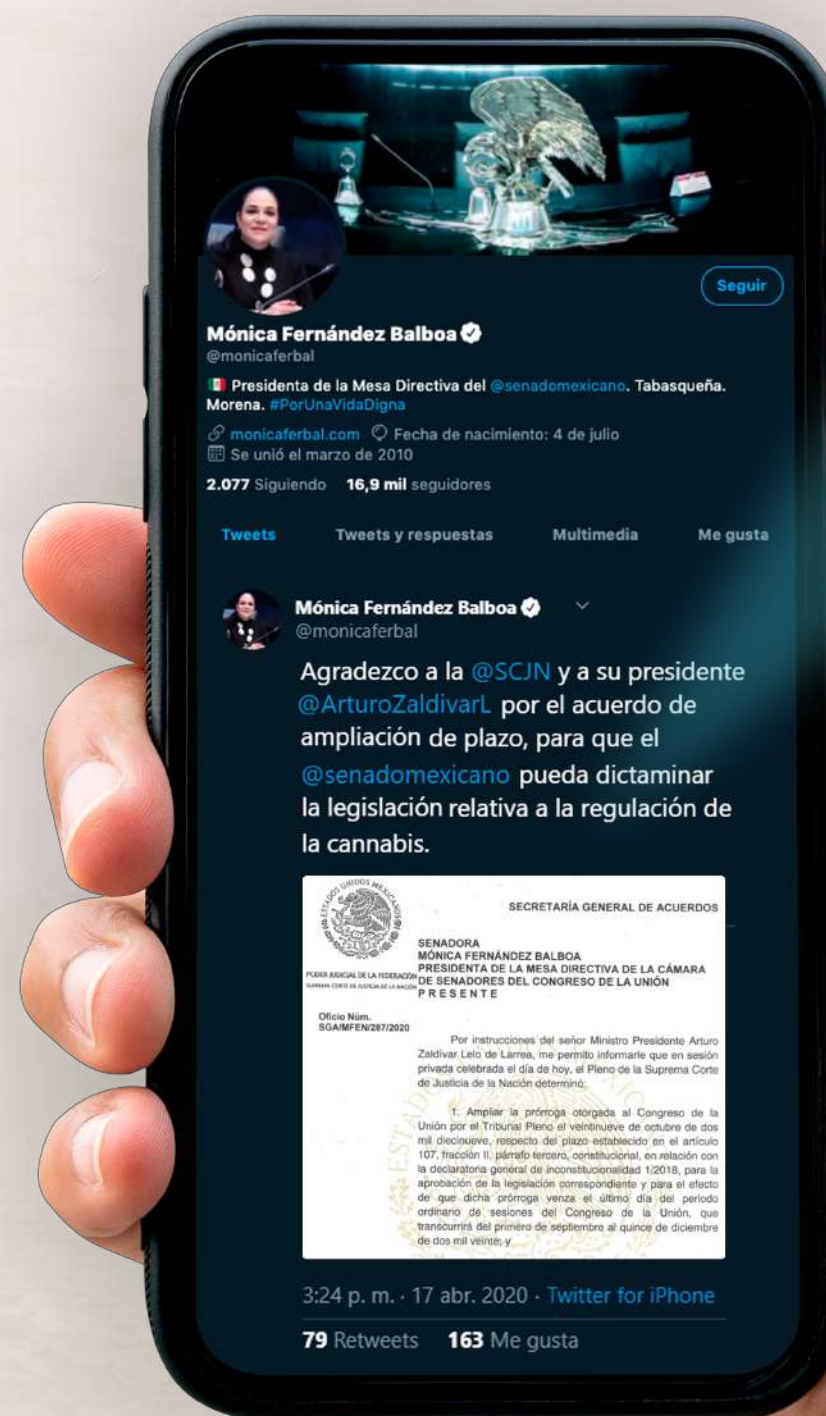 Seguir
Mónica Fernández Balboa
@monicaferbal
Presidenta de la Mesa Directiva del @senadomexicano. Tabasqueña.
Morena. #PorUnaVidaDigna
monicaferbal.com Fecha de nacimiento: 4 de julio
Se unió el marzo de 2010
2.077 Siguiendo 16,9 mil seguidores
Tweets Tweets y respuestas Multimedia Me gusta
Mónica Fernández Balboa
@monicaferbal
Agradezco a la @SCJN y a su presidente
@ArturoZaldivarL por el acuerdo de
ampliación de plazo, para que el
@senadomexicano pueda dictaminar
la legislación relativa a la regulación de
la cannabis.
ESTADOS UNIDOS MEXICANOS
PODER JUDICIAL DE LA FEDERACIÓN
SUPREMA CORTE DE JUSTICIA DE LA NACIÓN
SECRETARÍA GENERAL DE ACUERDOS
SENADORA
MÓNICA FERNÁNDEZ BALBOA
PRESIDENTA DE LA MESA DIRECTIVA DE LA CÁMARA
DE SENADORES DEL CONGRESO DE LA UNIÓN
P R E S E N T E
Oficio Núm.
SGA/MFEN/287/2020
Por instrucciones del señor Ministro Presidente Arturo
Zaldívar Lelo de Larrea, me permito informarle que en sesión
privada celebrada el día de hoy, el Pleno de la Suprema Corte
de Justicia de la Nación determinó:
1. Ampliar la prórroga otorgada al Congreso de la
Unión por el Tribunal Pleno el veintinueve de octubre de dos
mil diecinueve, respecto del plazo establecido en el artículo
107, fracción II, párrafo tercero, constitucional, en relación con
la declaratoria general de inconstitucionalidad 1/2018, para la
aprobación de la legislación correspondiente y para el efecto
de que dicha prórroga venza el último día del periodo
ordinario de sesiones del Congreso de la Unión, que
transcurrirá del primero de septiembre al quince de diciembre
de dos mil veinte; y
3:24 p. m. · 17 abr. 2020 · Twitter for iPhone
79 Retweets 163 Me gusta